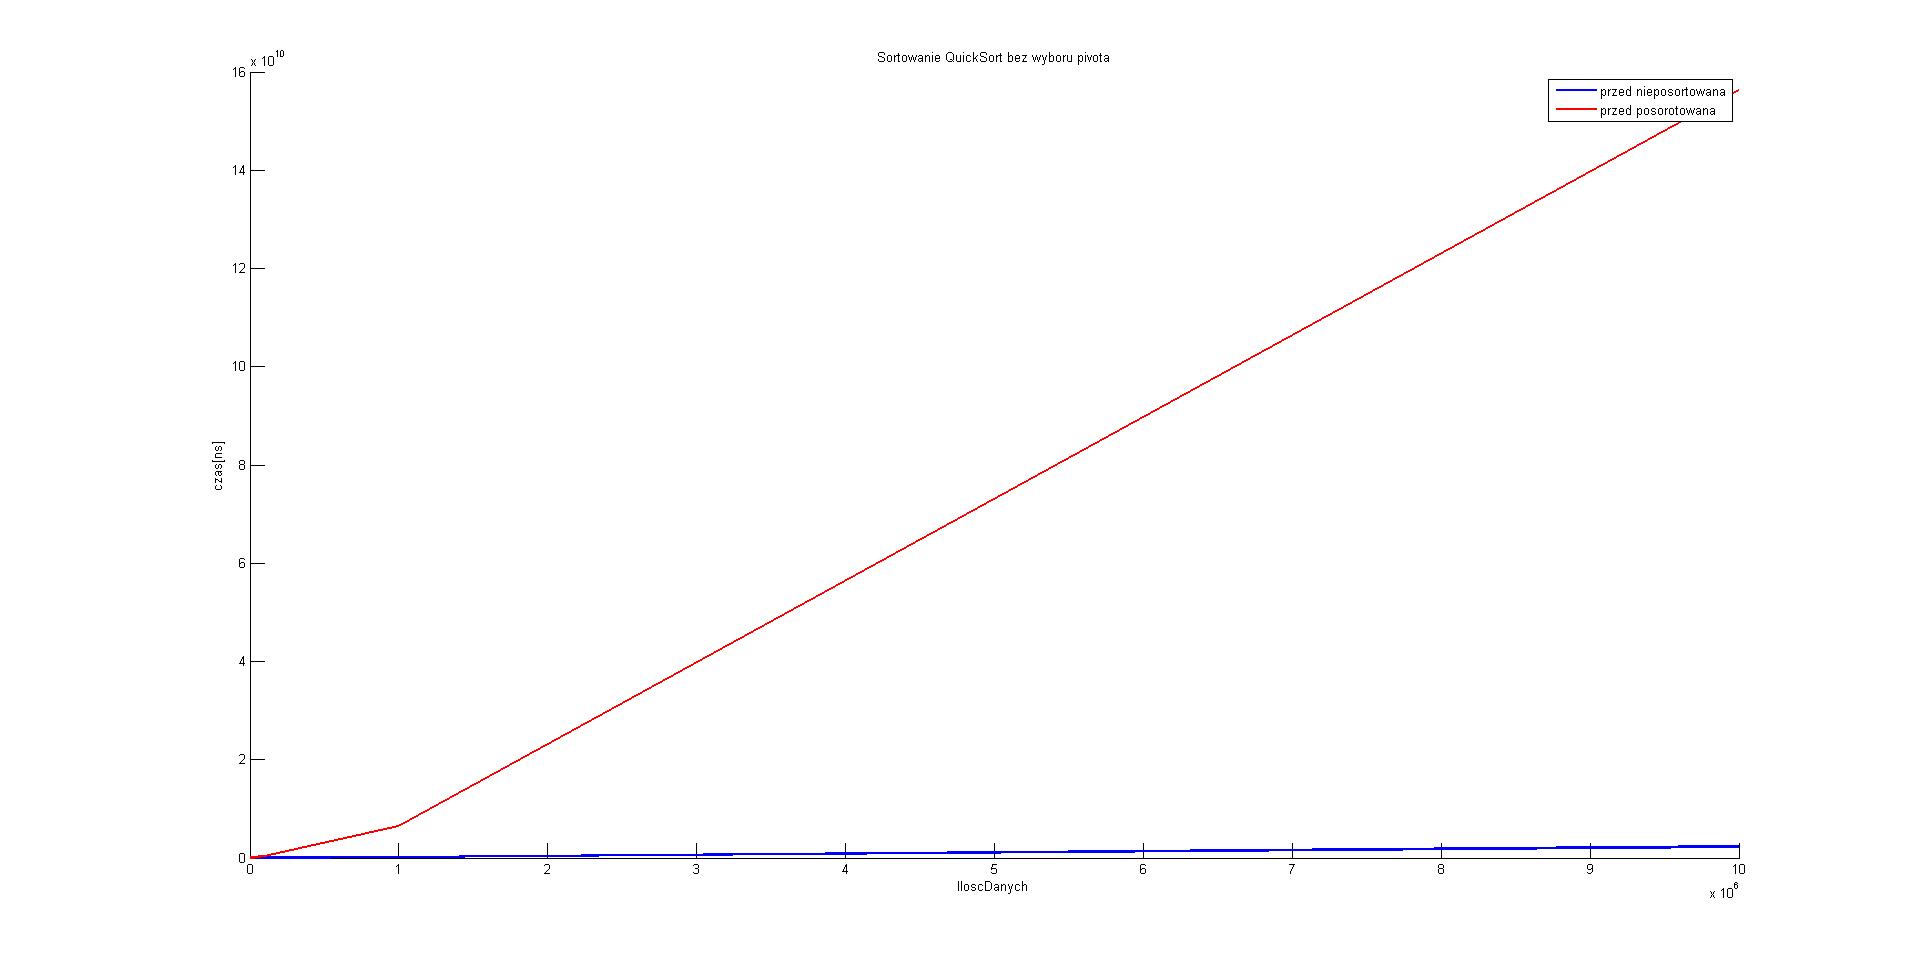 Sortowanie QuickSort bez wyboru pivota
x 10^10
16
14
12
10
8
6
4
2
0
czas[ns]
przed nieposortowana
przed posorotowana
0 1 2 3 4 5 6 7 8 9 10
IloscDanych
x 10^6